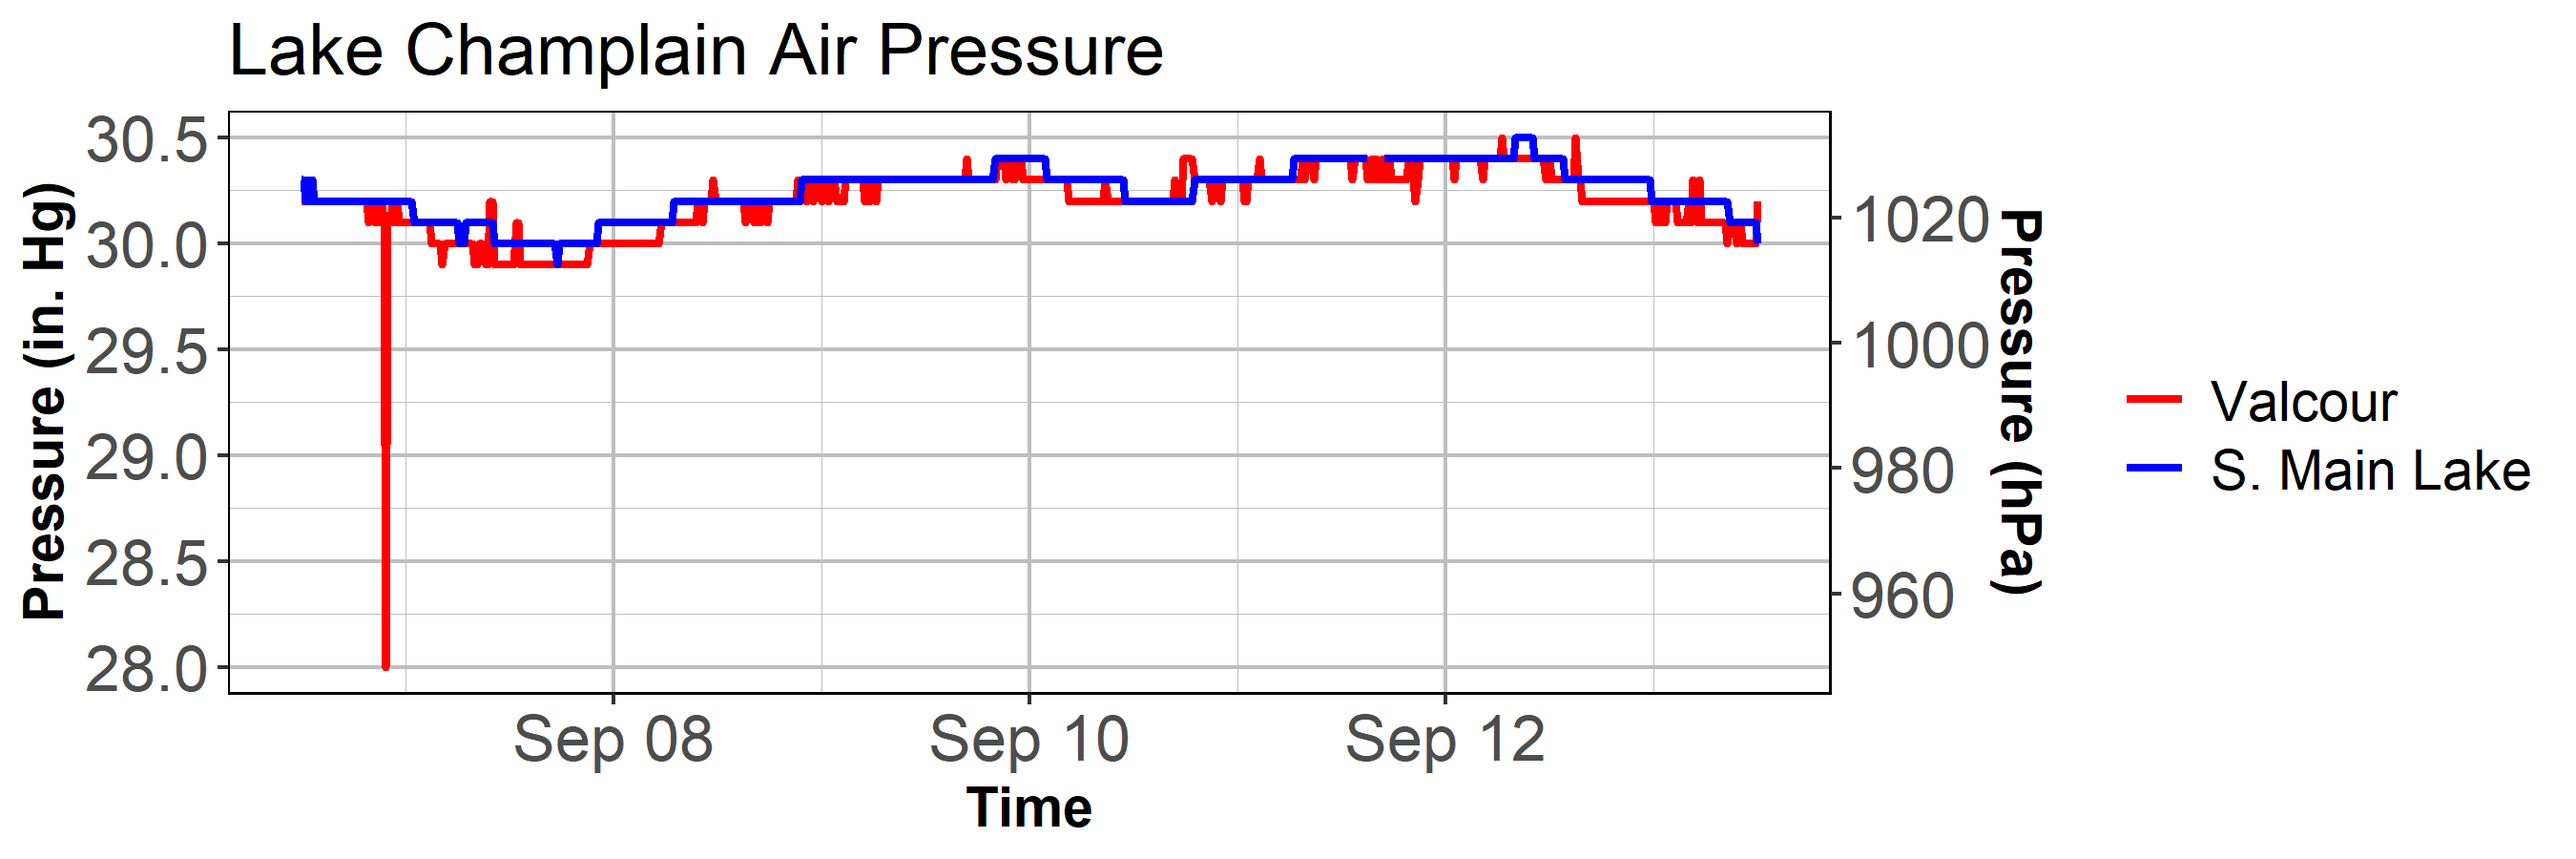 Lake Champlain Air Pressure
Pressure (in. Hg)
30.5
30.0
29.5
29.0
28.5
28.0
1020
1000
980
960
Pressure (hPa)
Sep 08
Sep 10
Sep 12
Time
Valcour
S. Main Lake